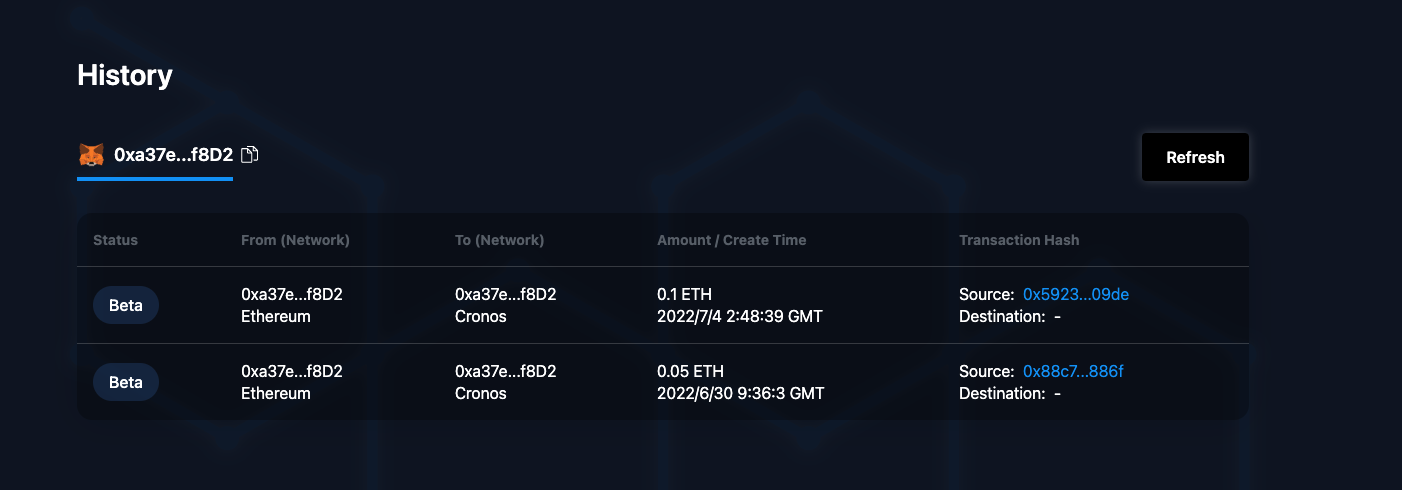 History
0xa37e...f8D2
Refresh
Status From (Network) To (Network) Amount / Create Time Transaction Hash
Beta
0xa37e...f8D2 0xa37e...f8D2 0.1 ETH Source: 0x5923...09de
Ethereum Cronos 2022/7/4 2:48:39 GMT Destination: -
Beta
0xa37e...f8D2 0xa37e...f8D2 0.05 ETH Source: 0x88c7...886f
Ethereum Cronos 2022/6/30 9:36:3 GMT Destination: -